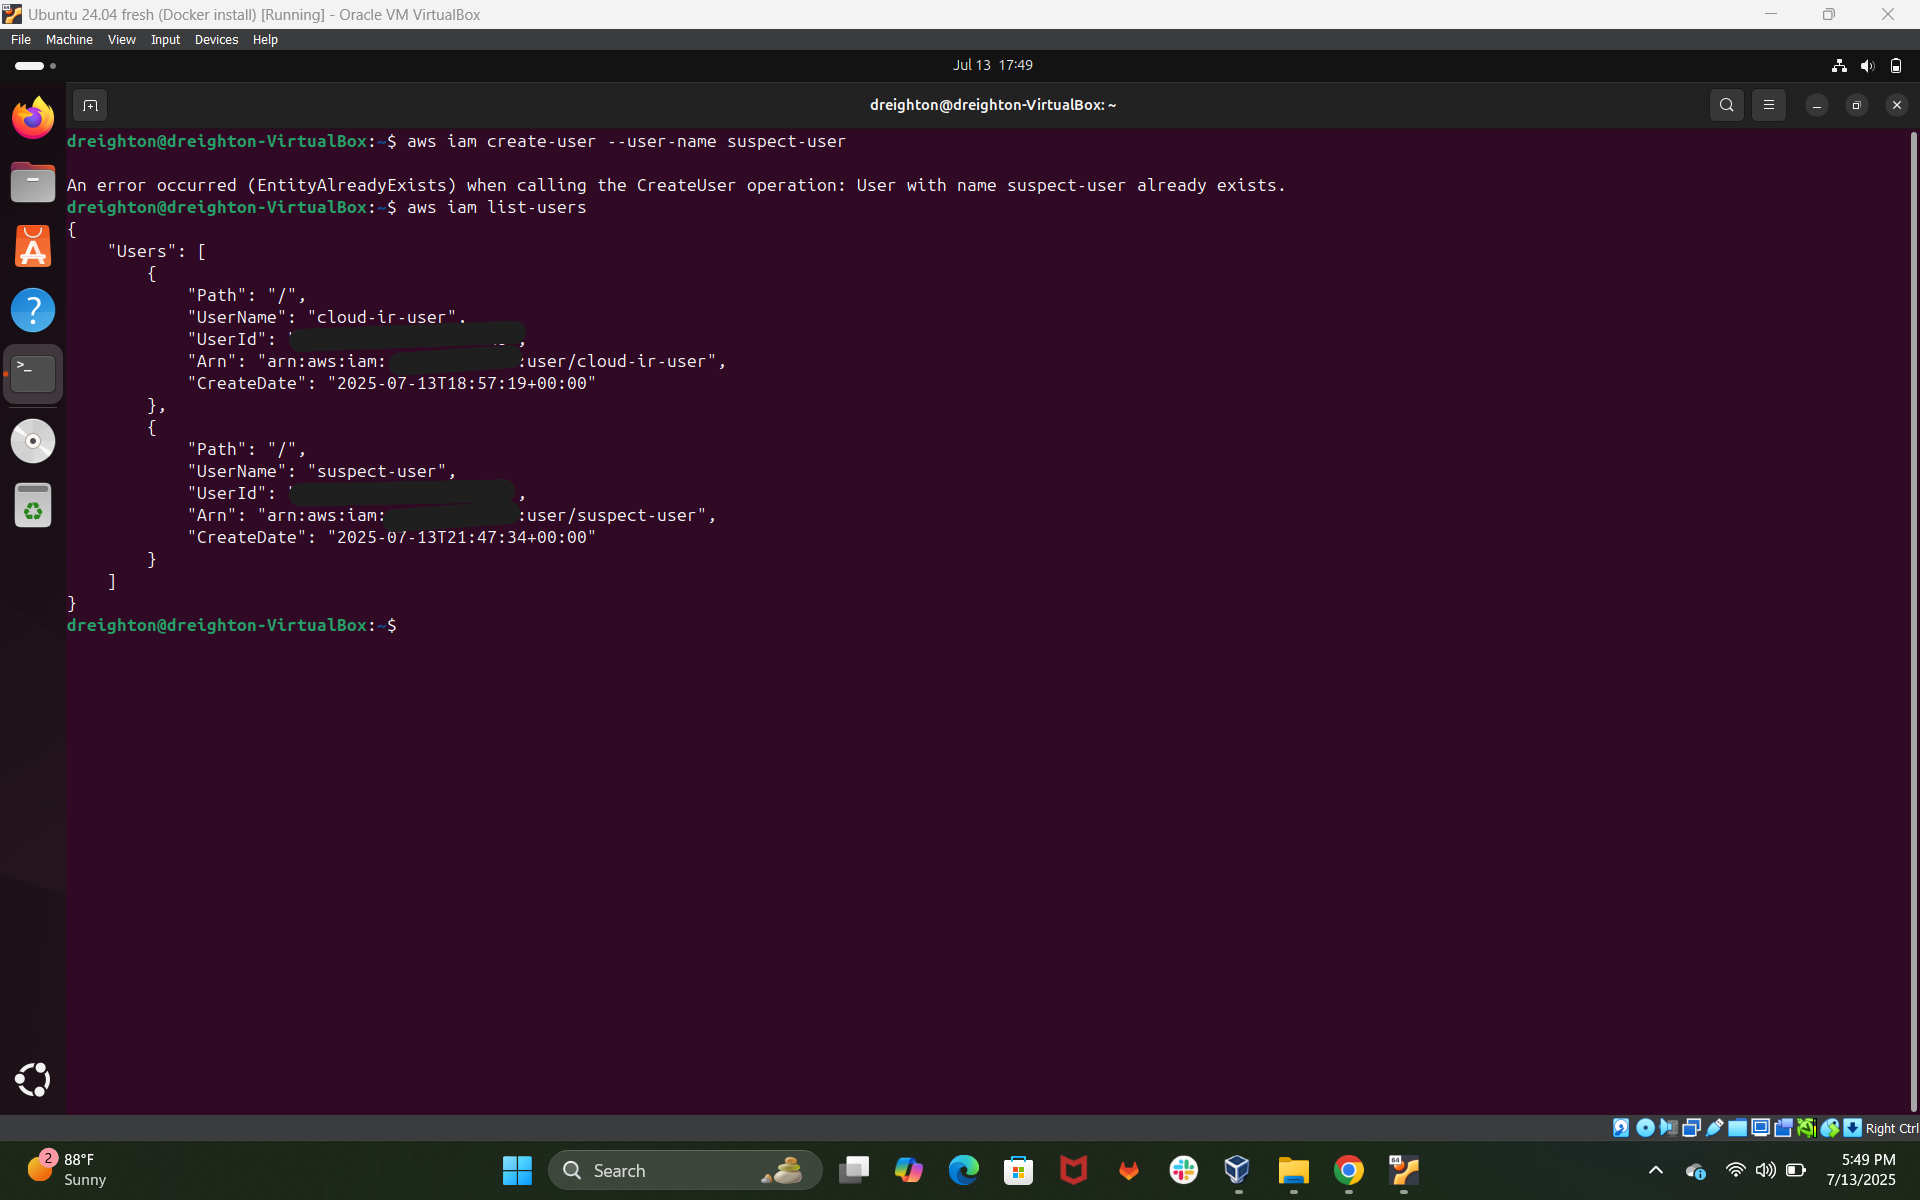 Ubuntu 24.04 fresh (Docker install) [Running] - Oracle VM VirtualBox
File Machine View Input Devices Help
Jul 13 17:49
dreighton@dreighton-VirtualBox: ~
dreighton@dreighton-VirtualBox:~$ aws iam create-user --user-name suspect-user
An error occurred (EntityAlreadyExists) when calling the CreateUser operation: User with name suspect-user already exists.
dreighton@dreighton-VirtualBox:~$ aws iam list-users
{
    "Users": [
        {
            "Path": "/",
            "UserName": "cloud-ir-user",
            "UserId": "
            "Arn": "arn:aws:iam: :user/cloud-ir-user",
            "CreateDate": "2025-07-13T18:57:19+00:00"
        },
        {
            "Path": "/",
            "UserName": "suspect-user",
            "UserId": " ,
            "Arn": "arn:aws:iam: :user/suspect-user",
            "CreateDate": "2025-07-13T21:47:34+00:00"
        }
    ]
}
dreighton@dreighton-VirtualBox:~$
Right Ctrl
2
88°F
Sunny
Search
64
5:49 PM
7/13/2025